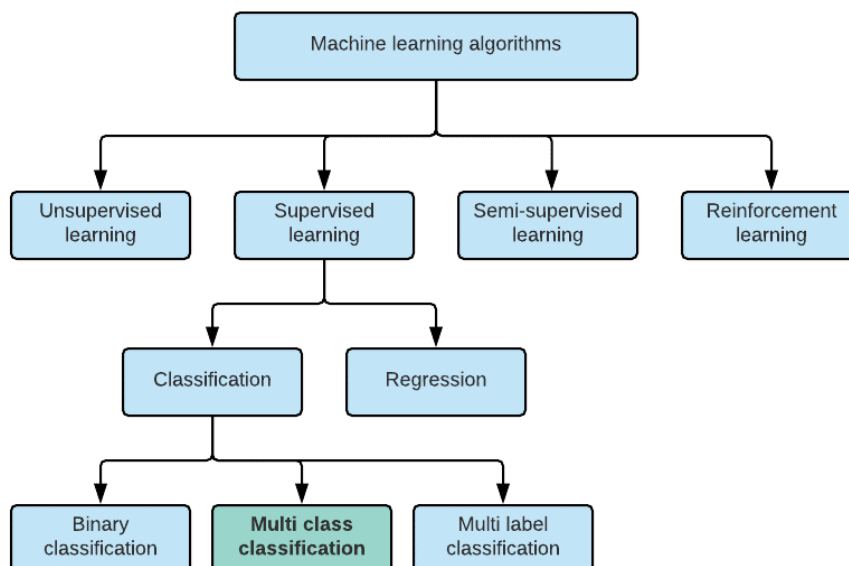 Machine learning algorithms
Unsupervised
learning
Supervised
learning
Semi-supervised
learning
Reinforcement
learning
Classification
Regression
Binary
classification
Multi class
classification
Multi label
classification